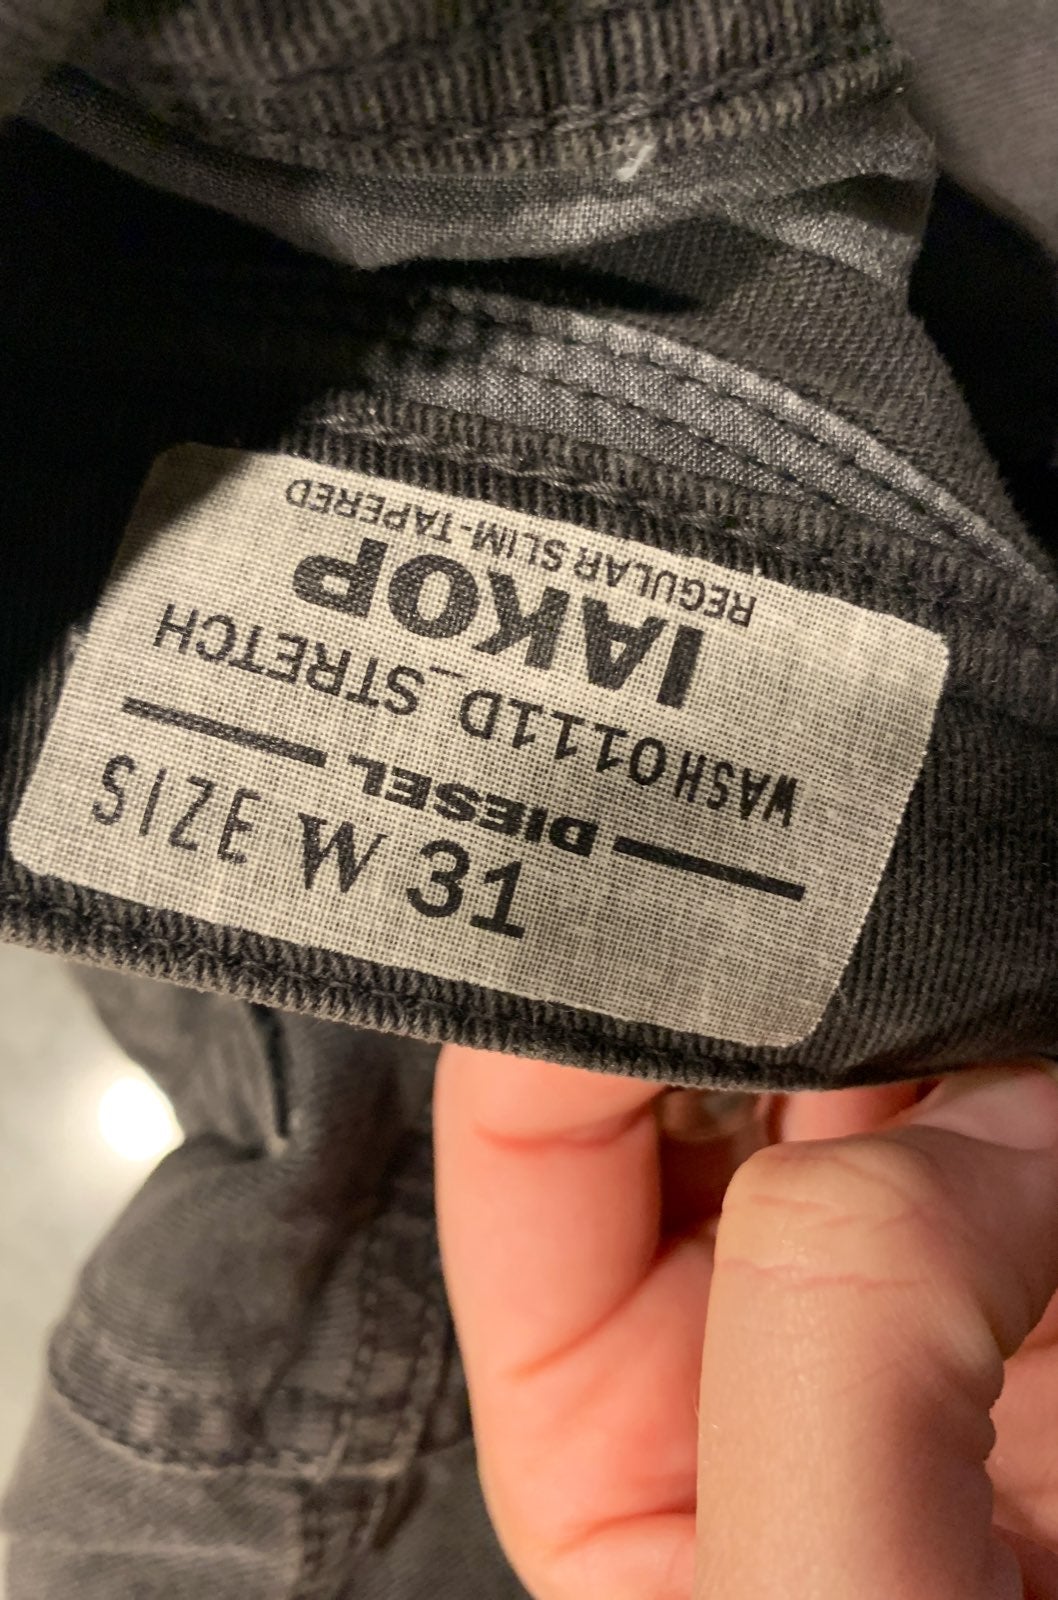 REGULAR SLIM-TAPERED
IAKOP
WASH0111D_STRETCH
DIESEL
SIZE W 31